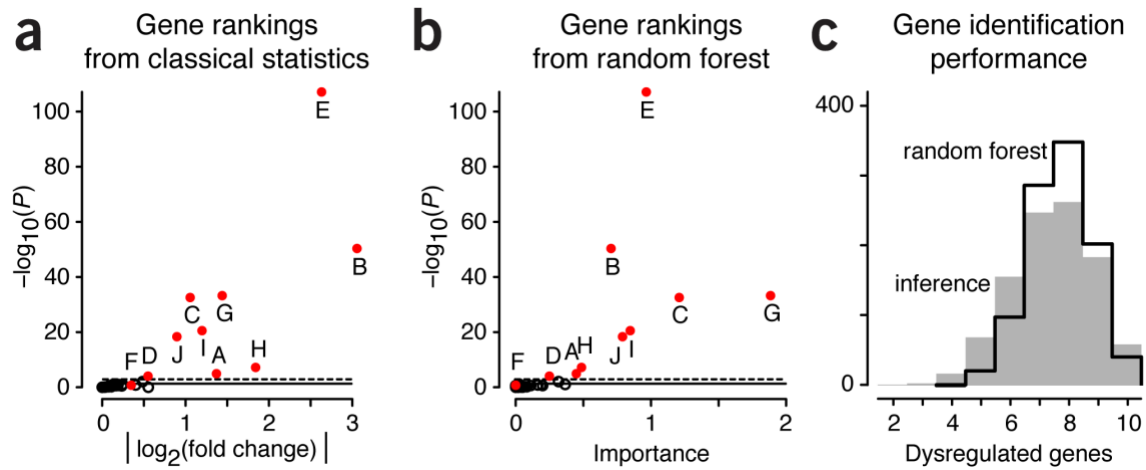 a
Gene rankings
from classical statistics
100
80
60
40
20
0
−log10(P)
E
B
C
G
J
I
A
H
F
D
0
1
2
3
|log2(fold change)|
b
Gene rankings
from random forest
100
80
60
40
20
0
−log10(P)
E
B
C
G
J
I
A
H
D
F
0
1
2
Importance
c
Gene identification
performance
400
0
random forest
inference
2
4
6
8
10
Dysregulated genes